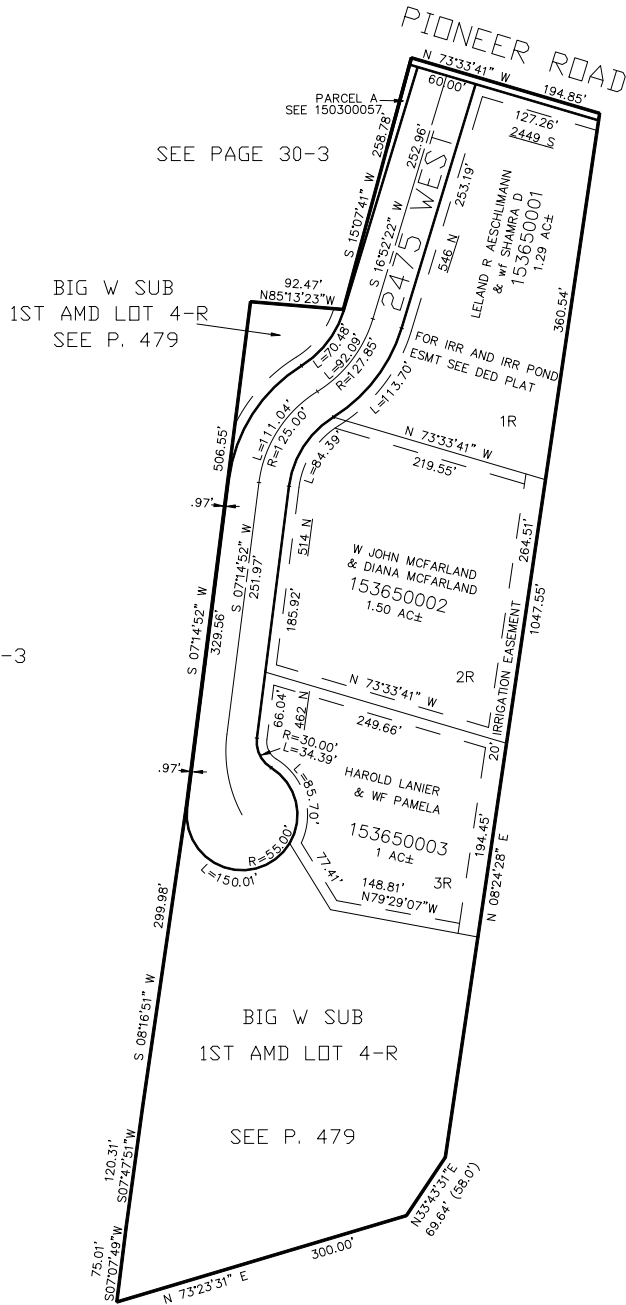 PIONEER ROAD
N 73°33'41" W
194.85'
60.00'
PARCEL A
SEE 150300057
258.78'
S 15°07'41" W
SEE PAGE 30-3
252.96'
S 16°52'22" W
2475 WEST
253.19'
546 N
127.26'
2449 S
LELAND R AESCHLIMANN
& wf SHAMRA D
153650001
1.29 AC±
360.54'
92.47'
N85°13'23"W
BIG W SUB
1ST AMD LOT 4-R
SEE P. 479
L=70.48'
L=92.09'
R=127.85'
L=113.70'
FOR IRR AND IRR POND
ESMT SEE DED PLAT
1R
L=111.04'
R=125.00'
L=84.39'
N 73°33'41" W
219.55'
506.55'
.97'
514 N
W JOHN MCFARLAND
& DIANA MCFARLAND
153650002
1.50 AC±
264.51'
1047.55'
S 07°14'52" W
251.97'
185.92'
S 07°14'52" W
329.56'
-3
2R
20' IRRIGATION EASEMENT
N 73°33'41" W
249.66'
66.04'
462 N
R=30.00'
L=34.39'
L=85.70'
HAROLD LANIER
& WF PAMELA
153650003
1 AC±
3R
194.45'
N 08°24'28" E
.97'
R=55.00'
L=150.01'
77.41'
148.81'
N79°29'07"W
299.98'
S 08°16'51" W
BIG W SUB
1ST AMD LOT 4-R
SEE P. 479
120.31'
S07°47'51"W
75.01'
S07°07'49"W
N33°43'31"E
69.64' (58.0')
300.00'
N 73°23'31" E